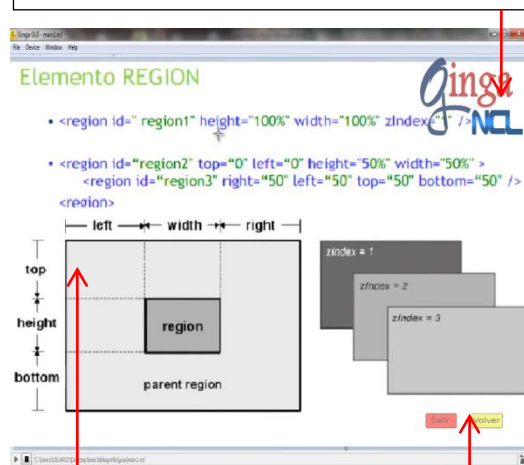 Ginga GUI - main1.ncl
File Device Window Help
Elemento REGION
Ginga
NCL
• <region id=" region1" height="100%" width="100%" zIndex="1" />
• <region id="region2" top="0" left="0" height="50%" width="50%" >
<region id="region3" right="50" left="50" top="50" bottom="50" />
<region>
left width right
top
height
bottom
region
parent region
zIndex = 1
zIndex = 2
zIndex = 3
Salir Volver